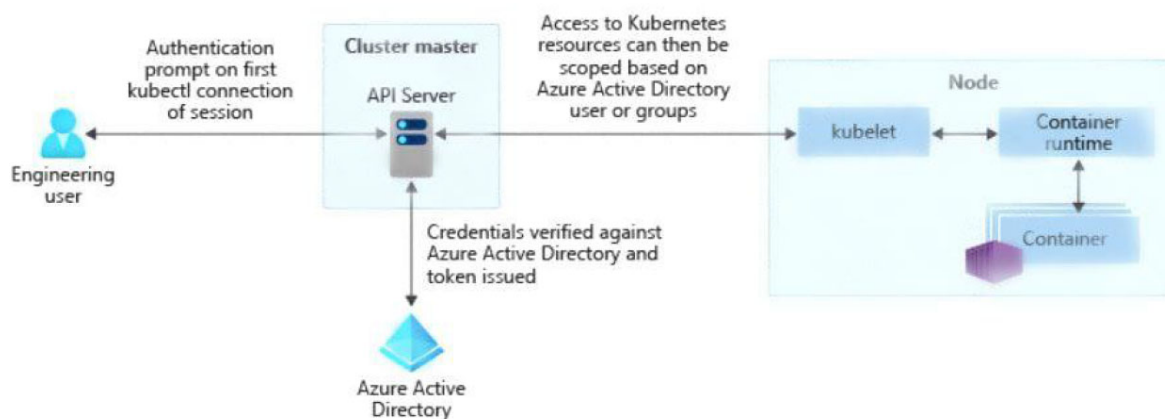 Authentication
prompt on first
kubectl connection
of session
Engineering
user
Cluster master
API Server
Access to Kubernetes
resources can then be
scoped based on
Azure Active Directory
user or groups
Credentials verified against
Azure Active Directory and
token issued
Azure Active
Directory
Node
kubelet
Container
runtime
Container